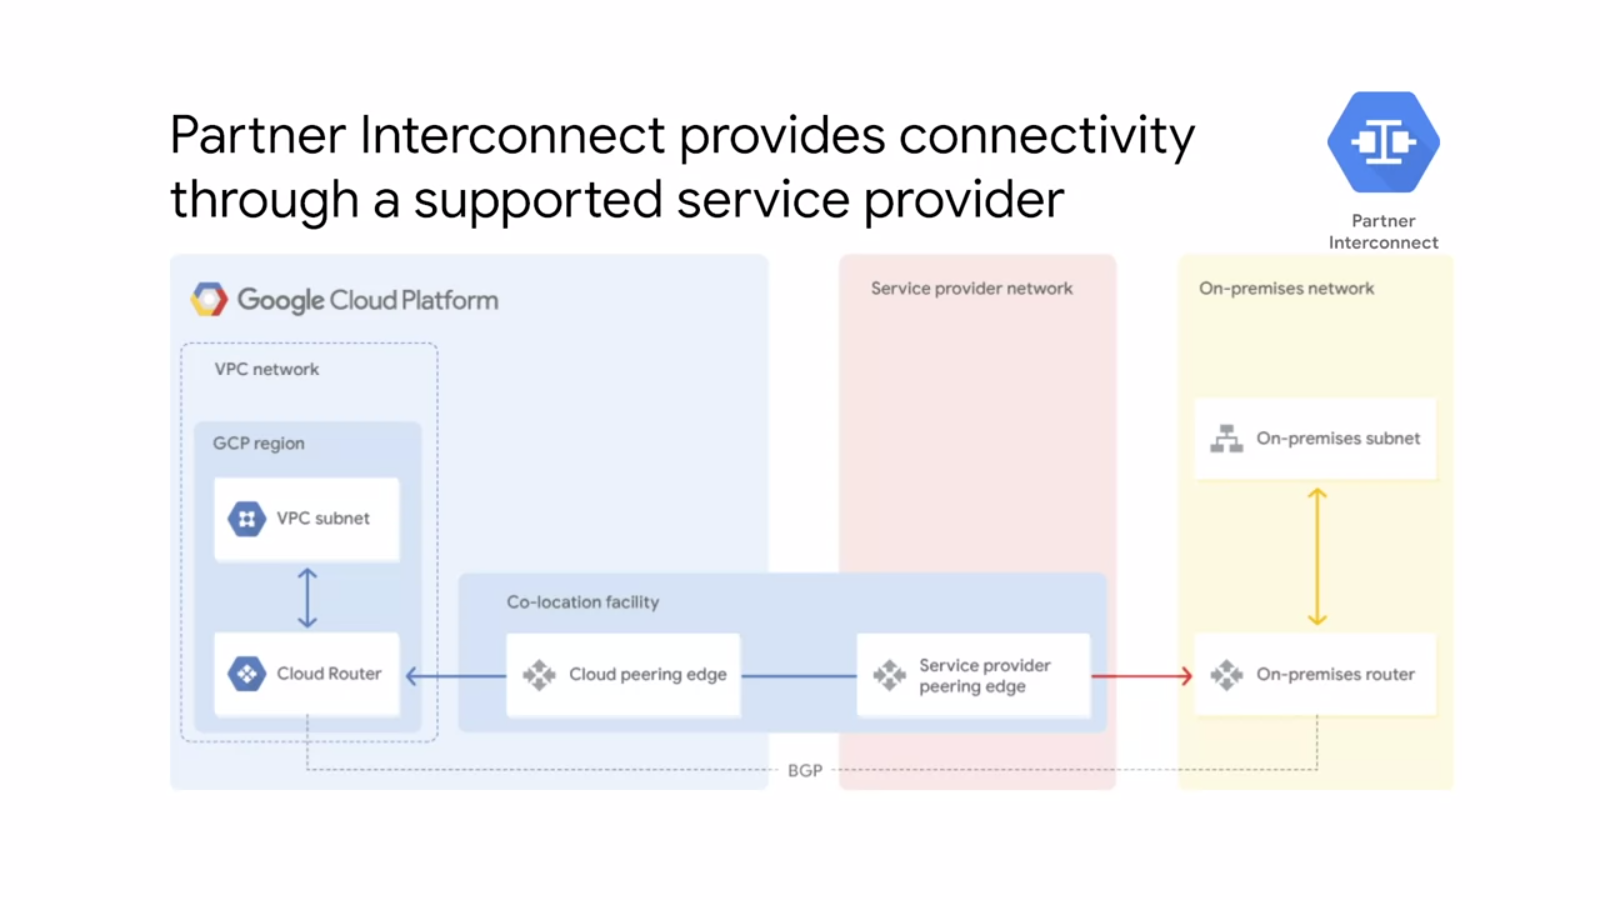 Partner Interconnect provides connectivity
through a supported service provider
Partner
Interconnect
Google Cloud Platform
Service provider network
On-premises network
VPC network
GCP region
On-premises subnet
VPC subnet
Co-location facility
Cloud Router
Cloud peering edge
Service provider
peering edge
On-premises router
BGP